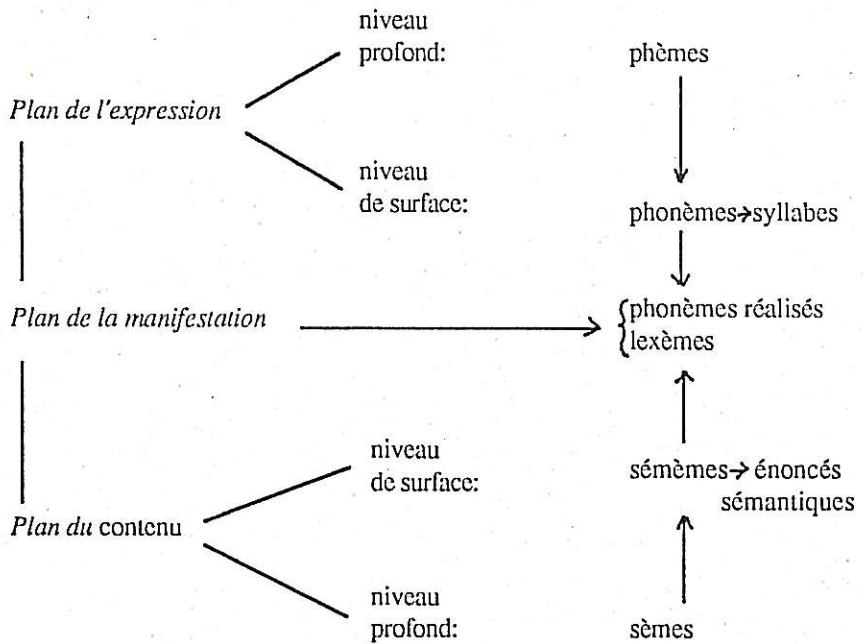 niveau
profond:
phèmes
Plan de l'expression
niveau
de surface:
phonèmes→syllabes
Plan de la manifestation
phonèmes réalisés
lexèmes
niveau
de surface:
sémèmes→ énoncés
sémantiques
Plan du contenu
niveau
profond:
sèmes